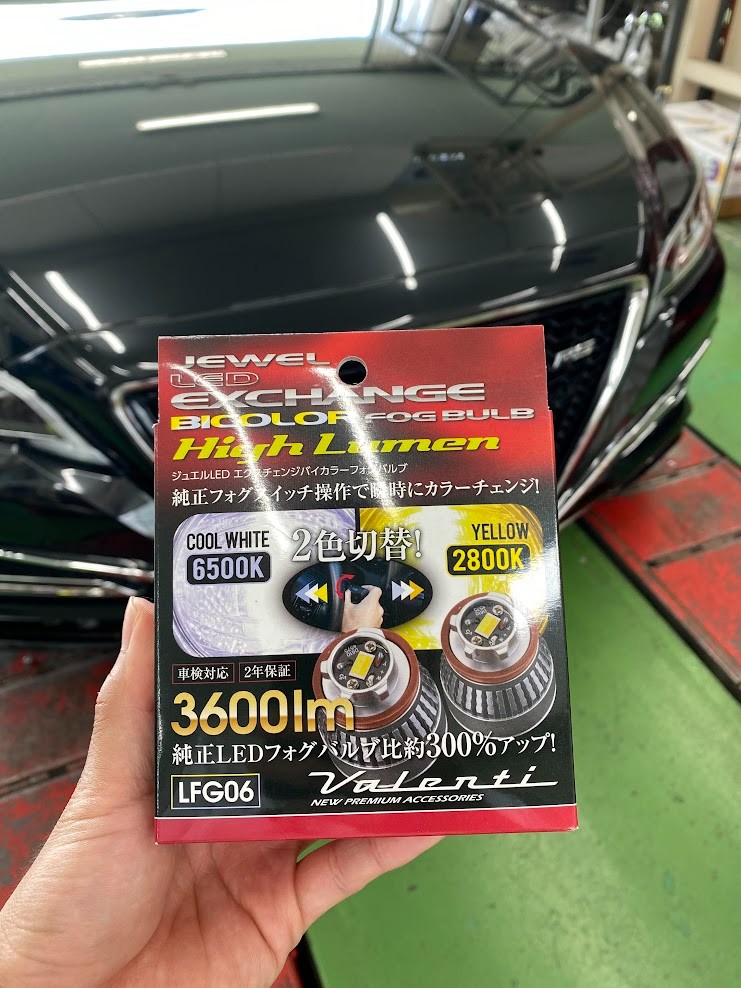 RS
JEWEL
LED
EXCHANGE
BICOLOR FOG BULB
High Lumen
ジュエルLED エクスチェンジバイカラーフォグバルブ
純正フォグスイッチ操作で瞬時にカラーチェンジ!
COOL WHITE
6500K
2色切替!
YELLOW
2800K
車検対応 2年保証
3600lm
純正LEDフォグバルブ比約300%アップ!
LFG06
Valenti
NEW PREMIUM ACCESSORIES